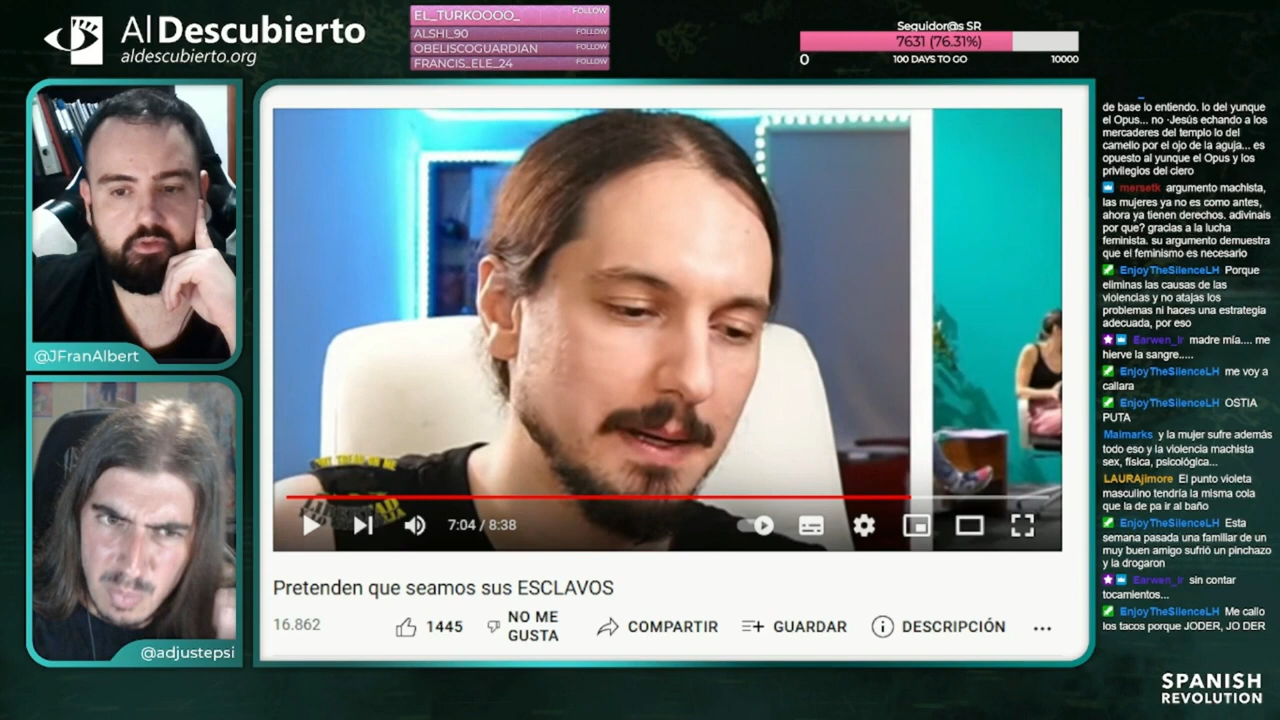 Al Descubierto
aldescubierto.org
EL_TURKOOOO_ FOLLOW
ALSHI_90 FOLLOW
OBELISCOGUARDIAN FOLLOW
FRANCIS_ELE_24 FOLLOW
Seguidor@s SR
7631 (76.31%)
0 100 DAYS TO GO 10000
@JFranAlbert
@adjustepsi
LIBERTAD
7:04 / 8:38
Pretenden que seamos sus ESCLAVOS
16.862
1445
NO ME
GUSTA
COMPARTIR
GUARDAR
DESCRIPCIÓN
de base lo entiendo. lo del yunque
el Opus... no ·Jesús echando a los
mercaderes del templo lo del
camello por el ojo de la aguja... es
opuesto al yunque el Opus y los
privilegios del clero
mersetk argumento machista,
las mujeres ya no es como antes,
ahora ya tienen derechos. adivinais
por que? gracias a la lucha
feminista. su argumento demuestra
que el feminismo es necesario
EnjoyTheSilenceLH Porque
eliminas las causas de las
violencias y no atajas los
problemas ni haces una estrategia
adecuada, por eso
Earwen_Ir madre mía.... me
hierve la sangre.....
EnjoyTheSilenceLH me voy a
callara
EnjoyTheSilenceLH OSTIA
PUTA
Malmarks y la mujer sufre además
todo eso y la violencia machista
sex, física, psicológica...
LAURAjimore El punto violeta
masculino tendría la misma cola
que la de pa ir al baño
EnjoyTheSilenceLH Esta
semana pasada una familiar de un
muy buen amigo sufrió un pinchazo
y la drogaron
Earwen_Ir sin contar
tocamientos...
EnjoyTheSilenceLH Me callo
los tacos porque JODER, JO DER
SPANISH
REVOLUTION